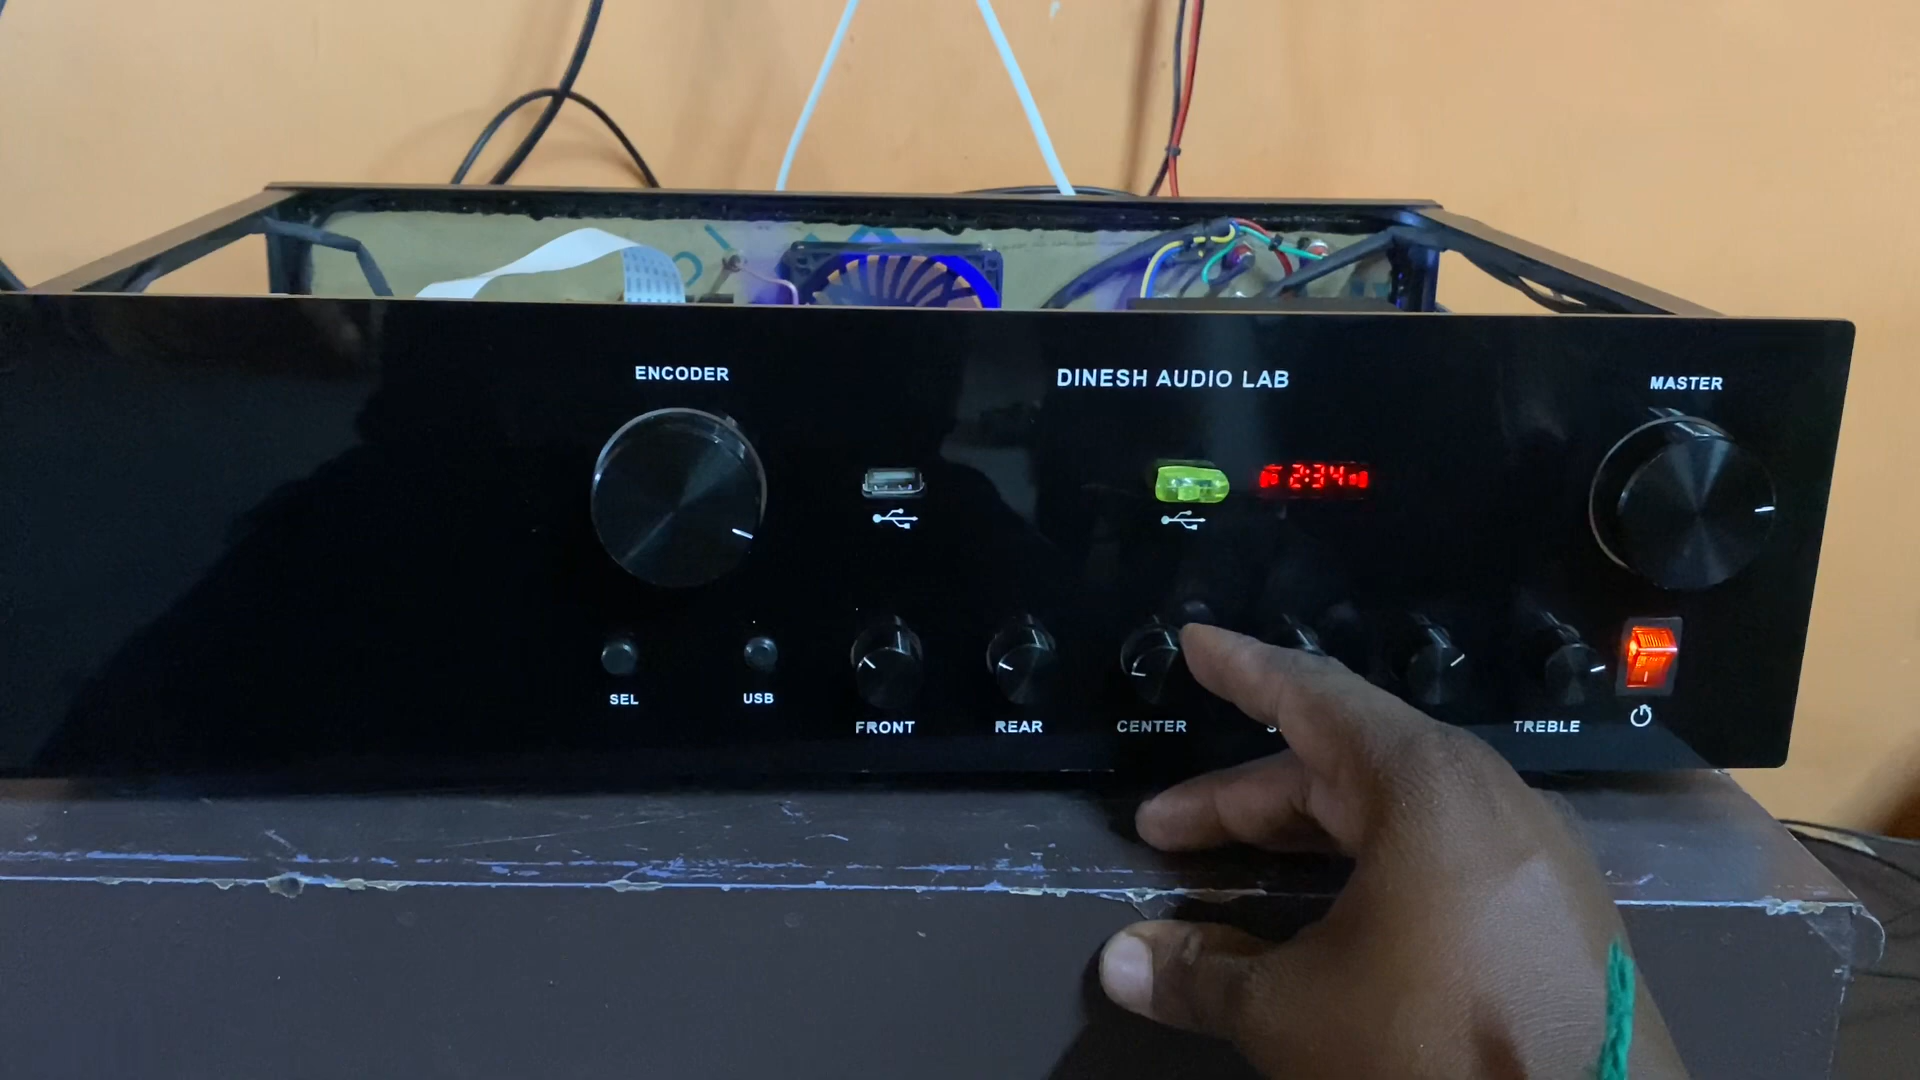 ENCODER
DINESH AUDIO LAB
MASTER
2:34
SEL
USB
FRONT
REAR
CENTER
TREBLE